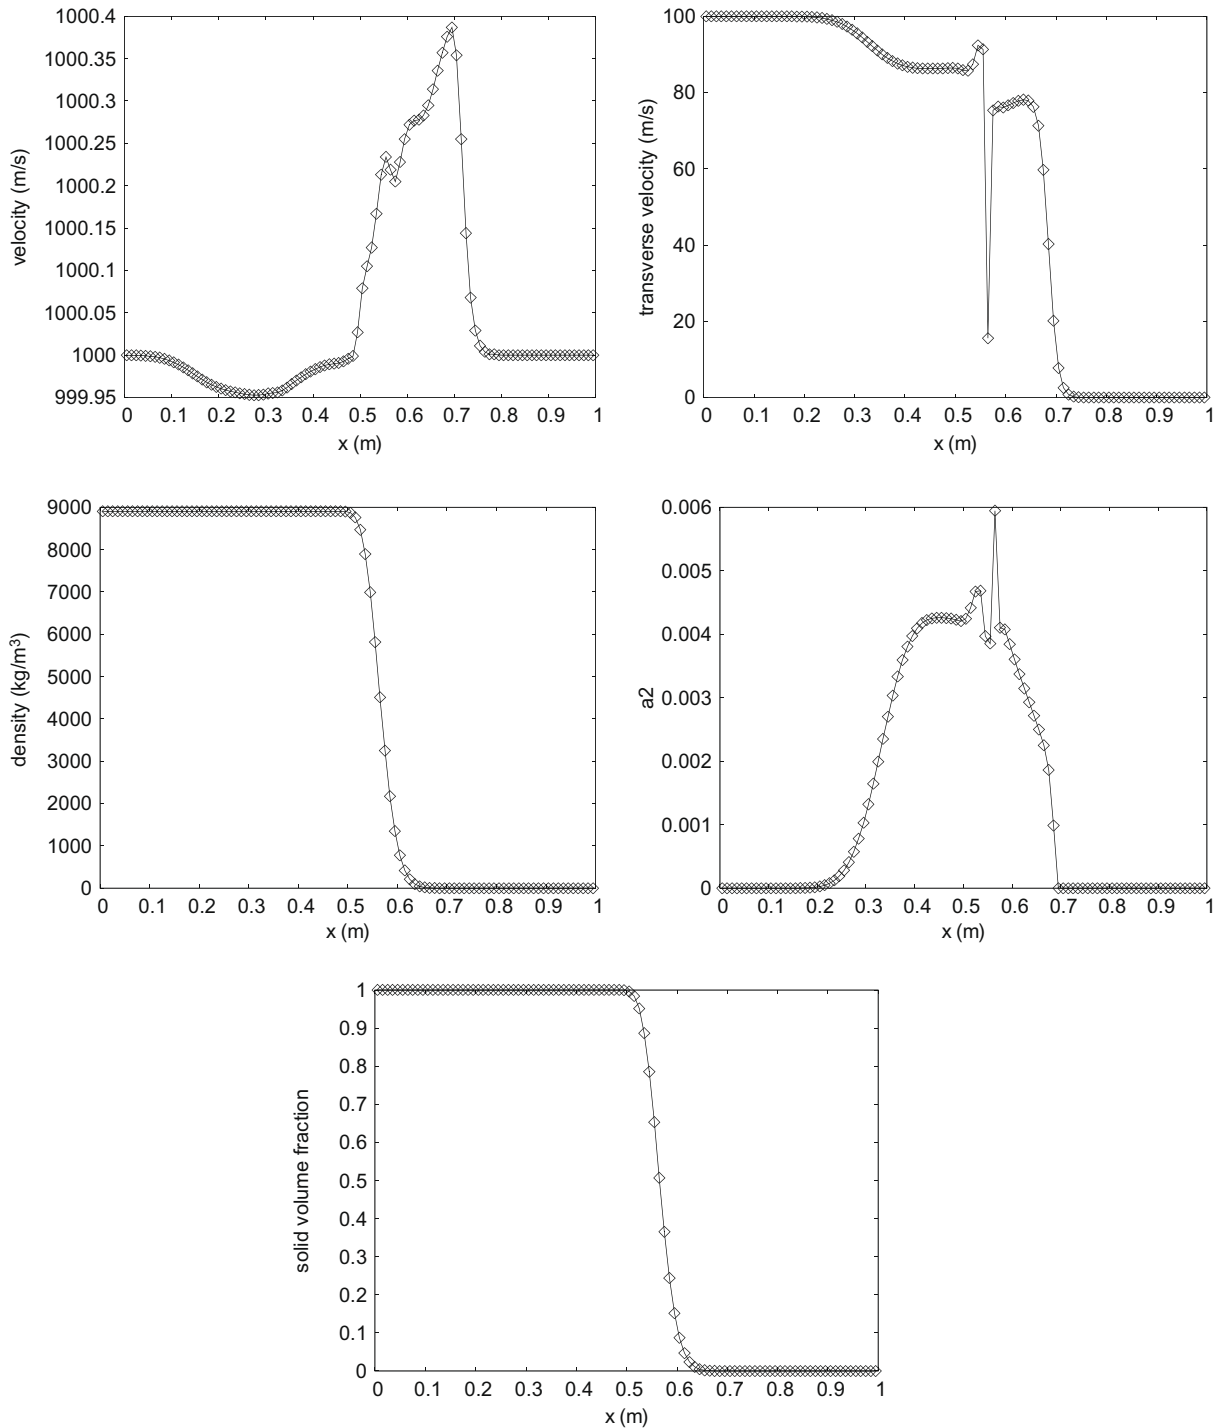 1000.4
1000.35
1000.3
1000.25
1000.2
1000.15
1000.1
1000.05
1000
999.95
velocity (m/s)
0 0.1 0.2 0.3 0.4 0.5 0.6 0.7 0.8 0.9 1
x (m)
100
80
60
40
20
0
transverse velocity (m/s)
0 0.1 0.2 0.3 0.4 0.5 0.6 0.7 0.8 0.9 1
x (m)
9000
8000
7000
6000
5000
4000
3000
2000
1000
0
density (kg/m³)
0 0.1 0.2 0.3 0.4 0.5 0.6 0.7 0.8 0.9 1
x (m)
0.006
0.005
0.004
0.003
0.002
0.001
0
a2
0 0.1 0.2 0.3 0.4 0.5 0.6 0.7 0.8 0.9 1
x (m)
1
0.9
0.8
0.7
0.6
0.5
0.4
0.3
0.2
0.1
0
solid volume fraction
0 0.1 0.2 0.3 0.4 0.5 0.6 0.7 0.8 0.9 1
x (m)